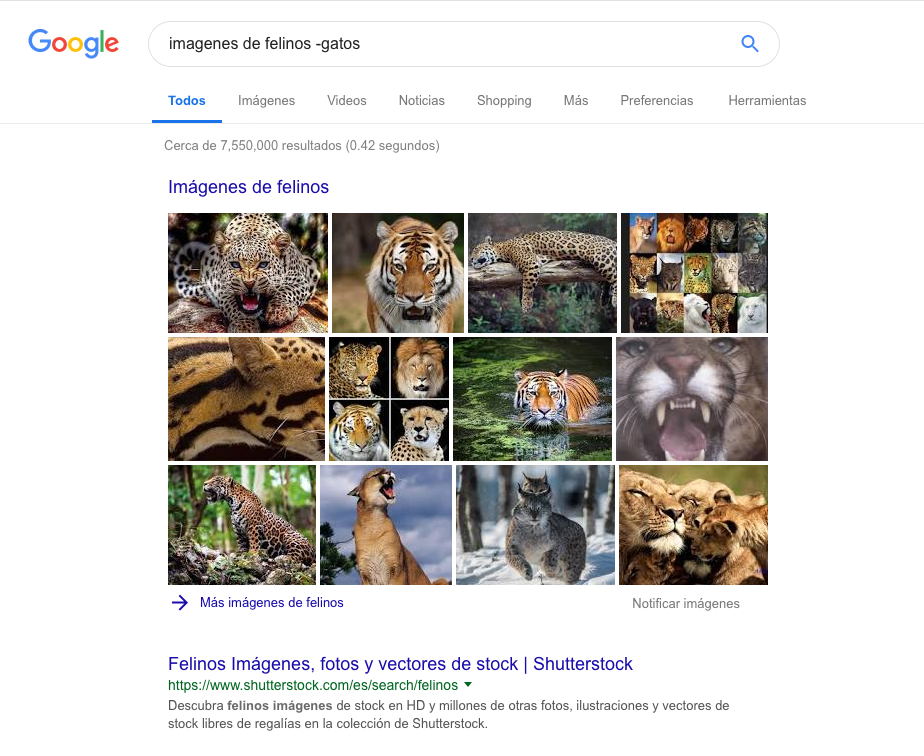 Google
imagenes de felinos -gatos
Todos Imágenes Videos Noticias Shopping Más Preferencias Herramientas
Cerca de 7,550,000 resultados (0.42 segundos)
Imágenes de felinos
Más imágenes de felinos
Notificar imágenes
Felinos Imágenes, fotos y vectores de stock | Shutterstock
https://www.shutterstock.com/es/search/felinos
Descubra felinos imágenes de stock en HD y millones de otras fotos, ilustraciones y vectores de
stock libres de regalías en la colección de Shutterstock.